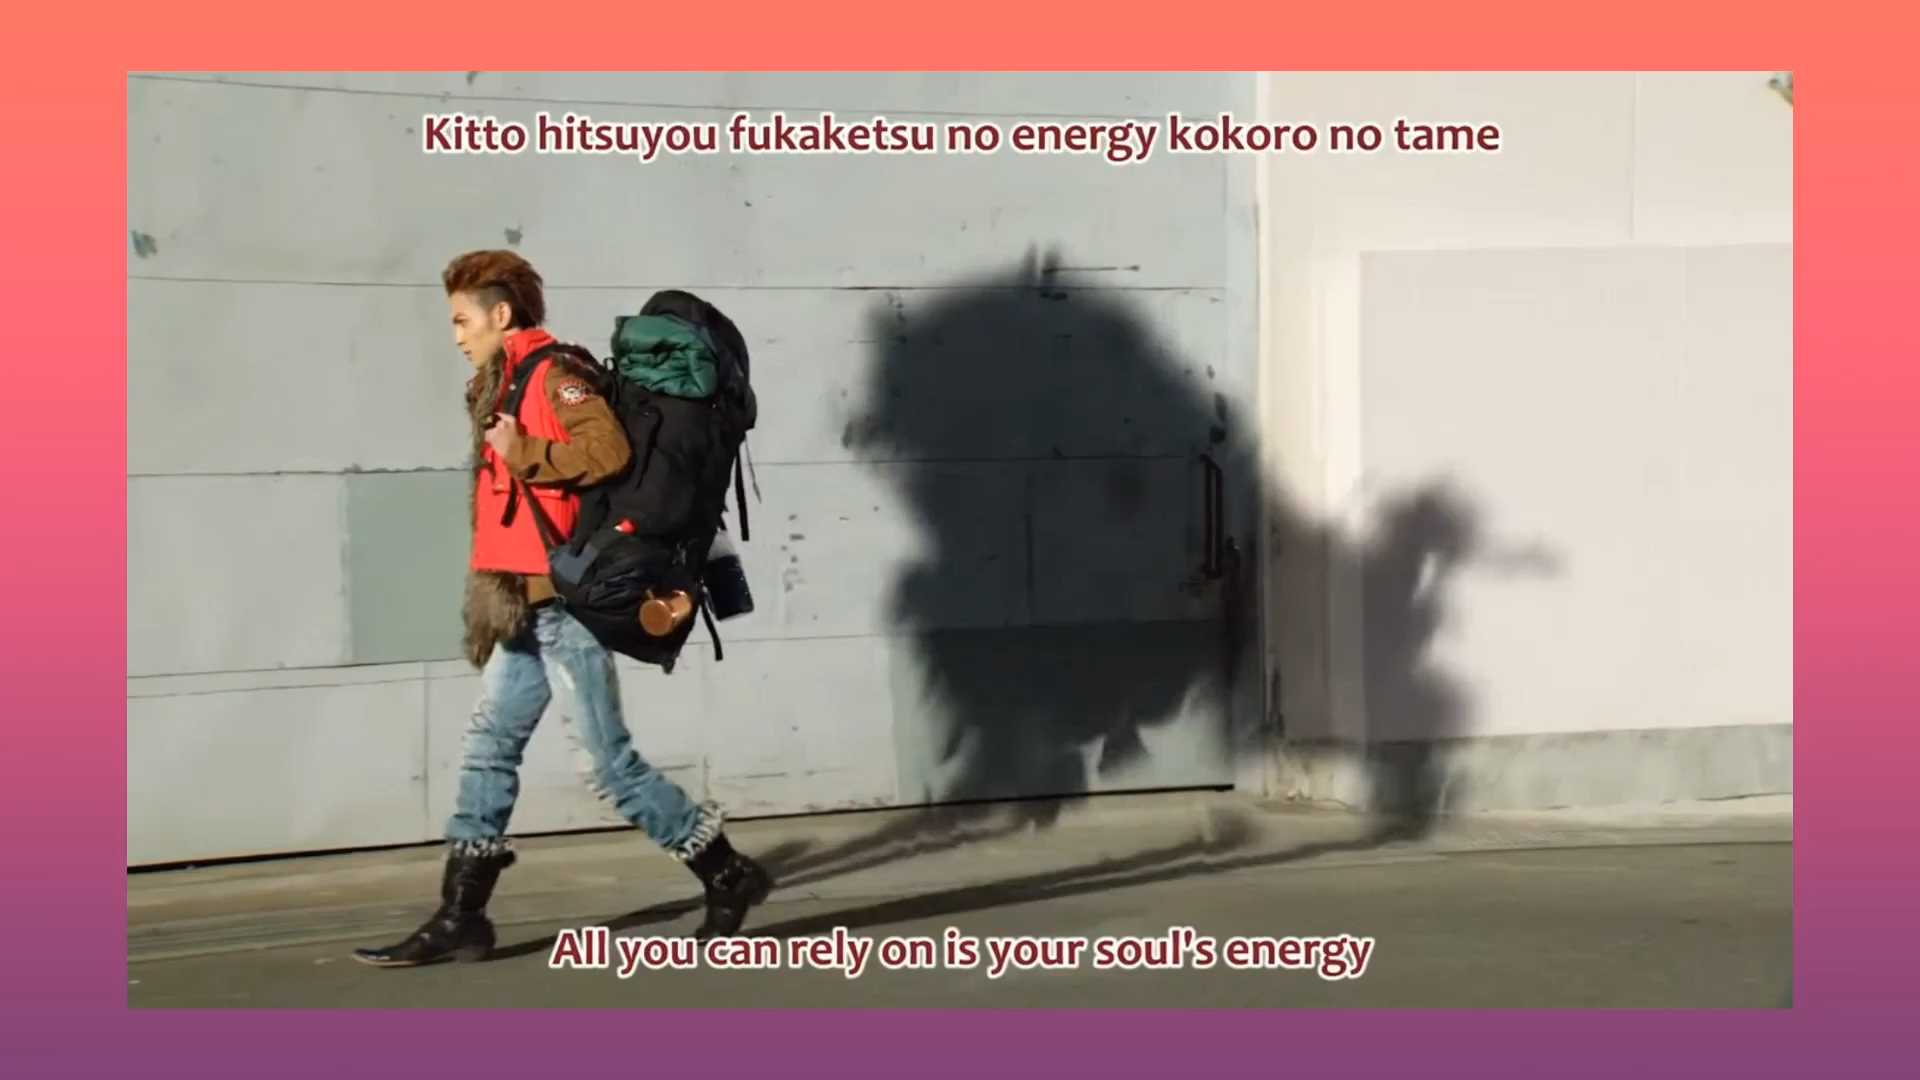 Kitto hitsuyou fukaketsu no energy kokoro no tame
All you can rely on is your soul's energy